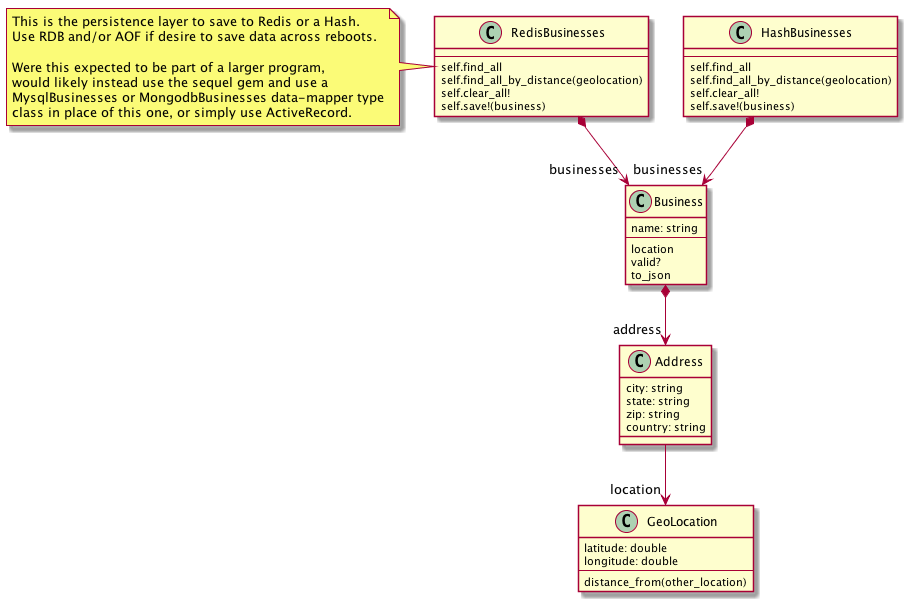 This is the persistence layer to save to Redis or a Hash.
Use RDB and/or AOF if desire to save data across reboots.
Were this expected to be part of a larger program,
would likely instead use the sequel gem and use a
MysqlBusinesses or MongodbBusinesses data-mapper type
class in place of this one, or simply use ActiveRecord.
C RedisBusinesses
self.find_all
self.find_all_by_distance(geolocation)
self.clear_all!
self.save!(business)
C HashBusinesses
self.find_all
self.find_all_by_distance(geolocation)
self.clear_all!
self.save!(business)
businesses
businesses
C Business
name: string
location
valid?
to_json
address
C Address
city: string
state: string
zip: string
country: string
location
C GeoLocation
latitude: double
longitude: double
distance_from(other_location)